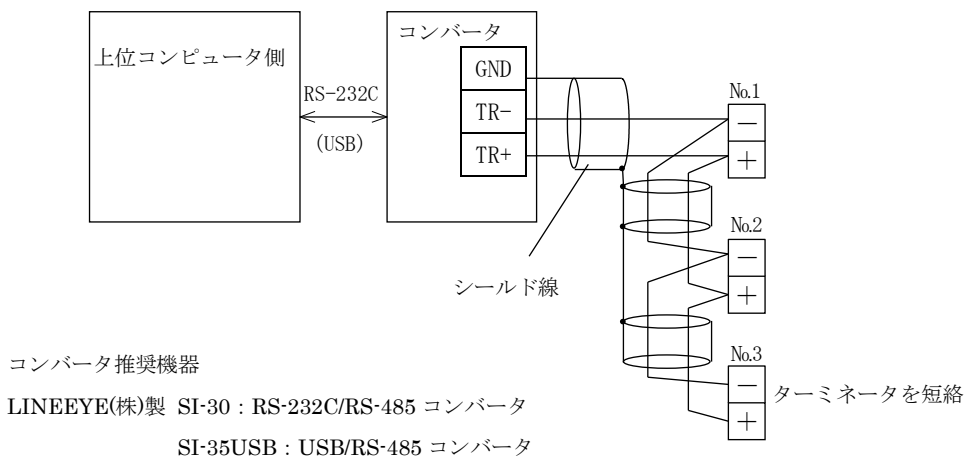 上位コンピュータ側
RS-232C
(USB)
コンバータ
GND
TR-
TR+
シールド線
No.1
－
＋
No.2
－
＋
No.3
－
＋
ターミネータを短絡
コンバータ推奨機器
LINEEYE(株)製 SI-30：RS-232C/RS-485 コンバータ
SI-35USB：USB/RS-485 コンバータ